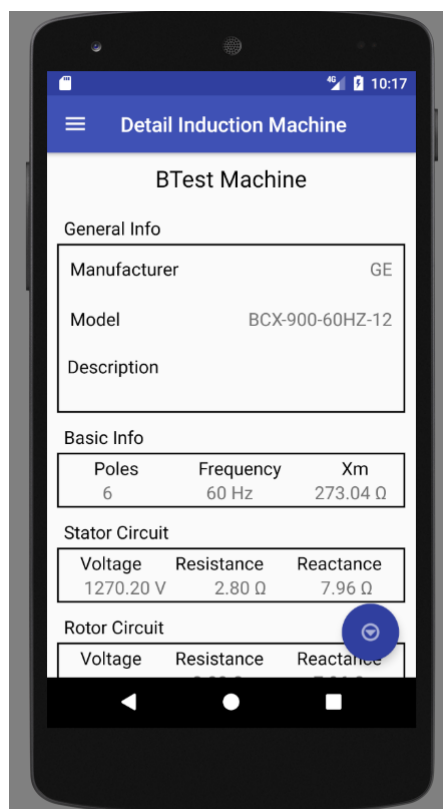 4G 10:17
Detail Induction Machine
BTest Machine
General Info
Manufacturer GE
Model BCX-900-60HZ-12
Description
Basic Info
Poles Frequency Xm
6 60 Hz 273.04 Ω
Stator Circuit
Voltage Resistance Reactance
1270.20 V 2.80 Ω 7.96 Ω
Rotor Circuit
Voltage Resistance Reactance